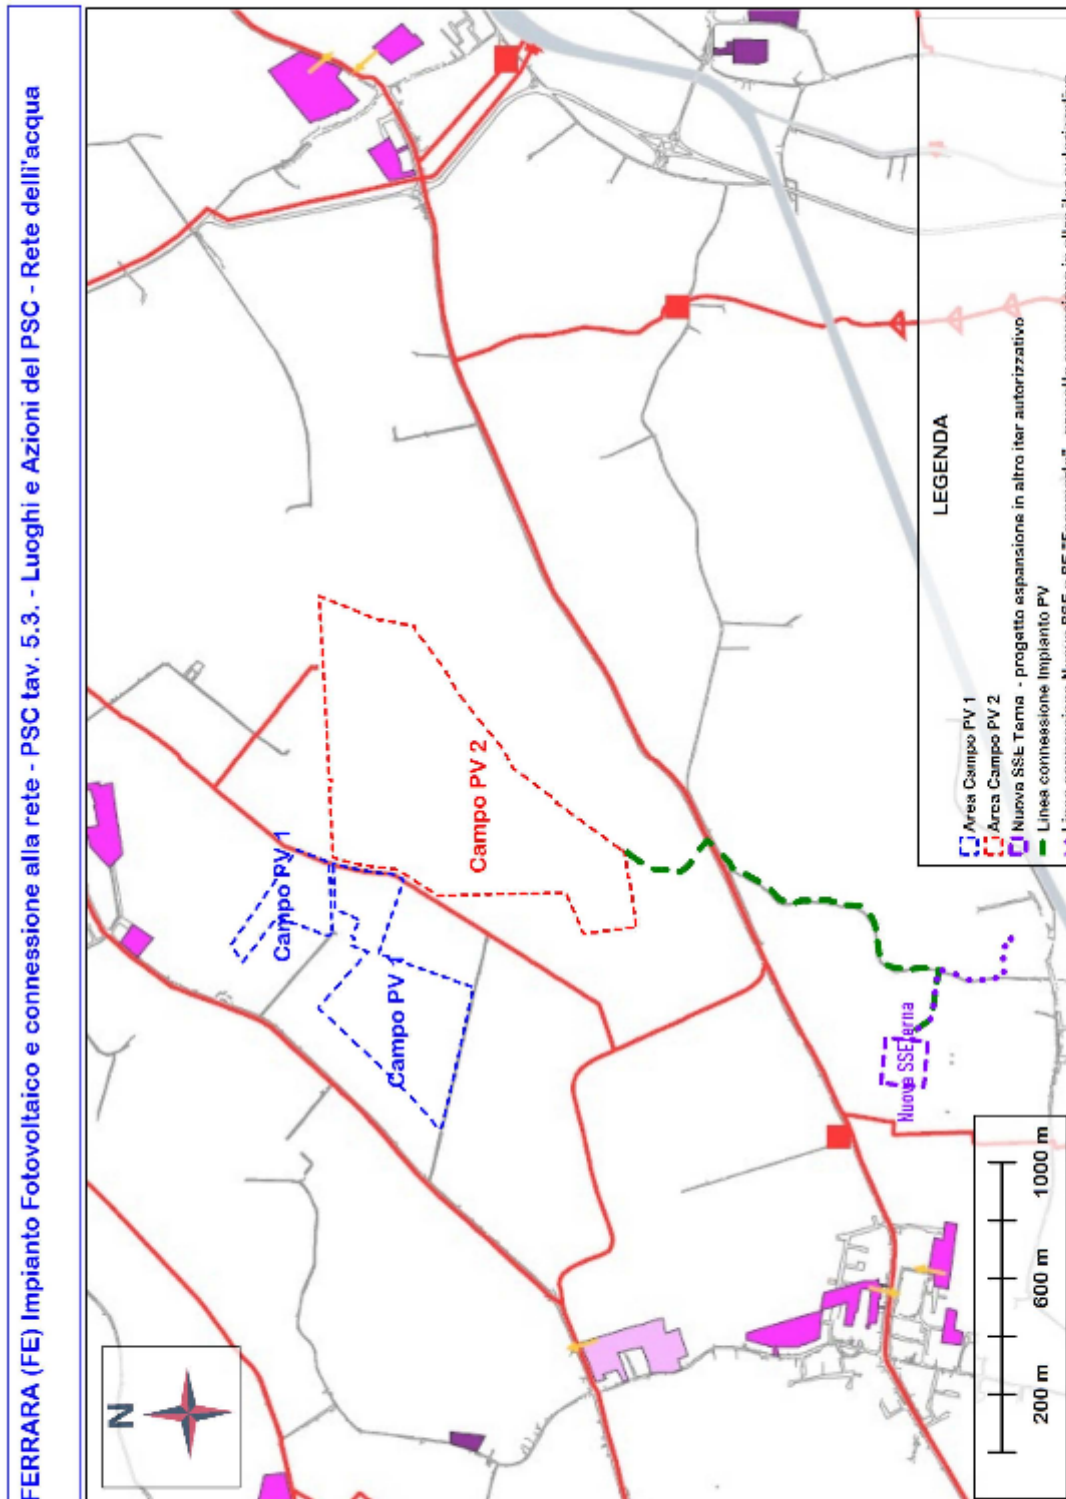 FERRARA (FE) Impianto Fotovoltaico e connessione alla rete - PSC tav. 5.3. - Luoghi e Azioni del PSC - Rete delli'acqua
N
Campo PV 1
Campo PV 1
Campo PV 2
Nuova SSE Terna
200 m
600 m
1000 m
LEGENDA
Area Campo PV 1
Area Campo PV 2
Nuova SSE Terna - progetto espansione in altro iter autorizzativo
Linea connessione Impianto PV